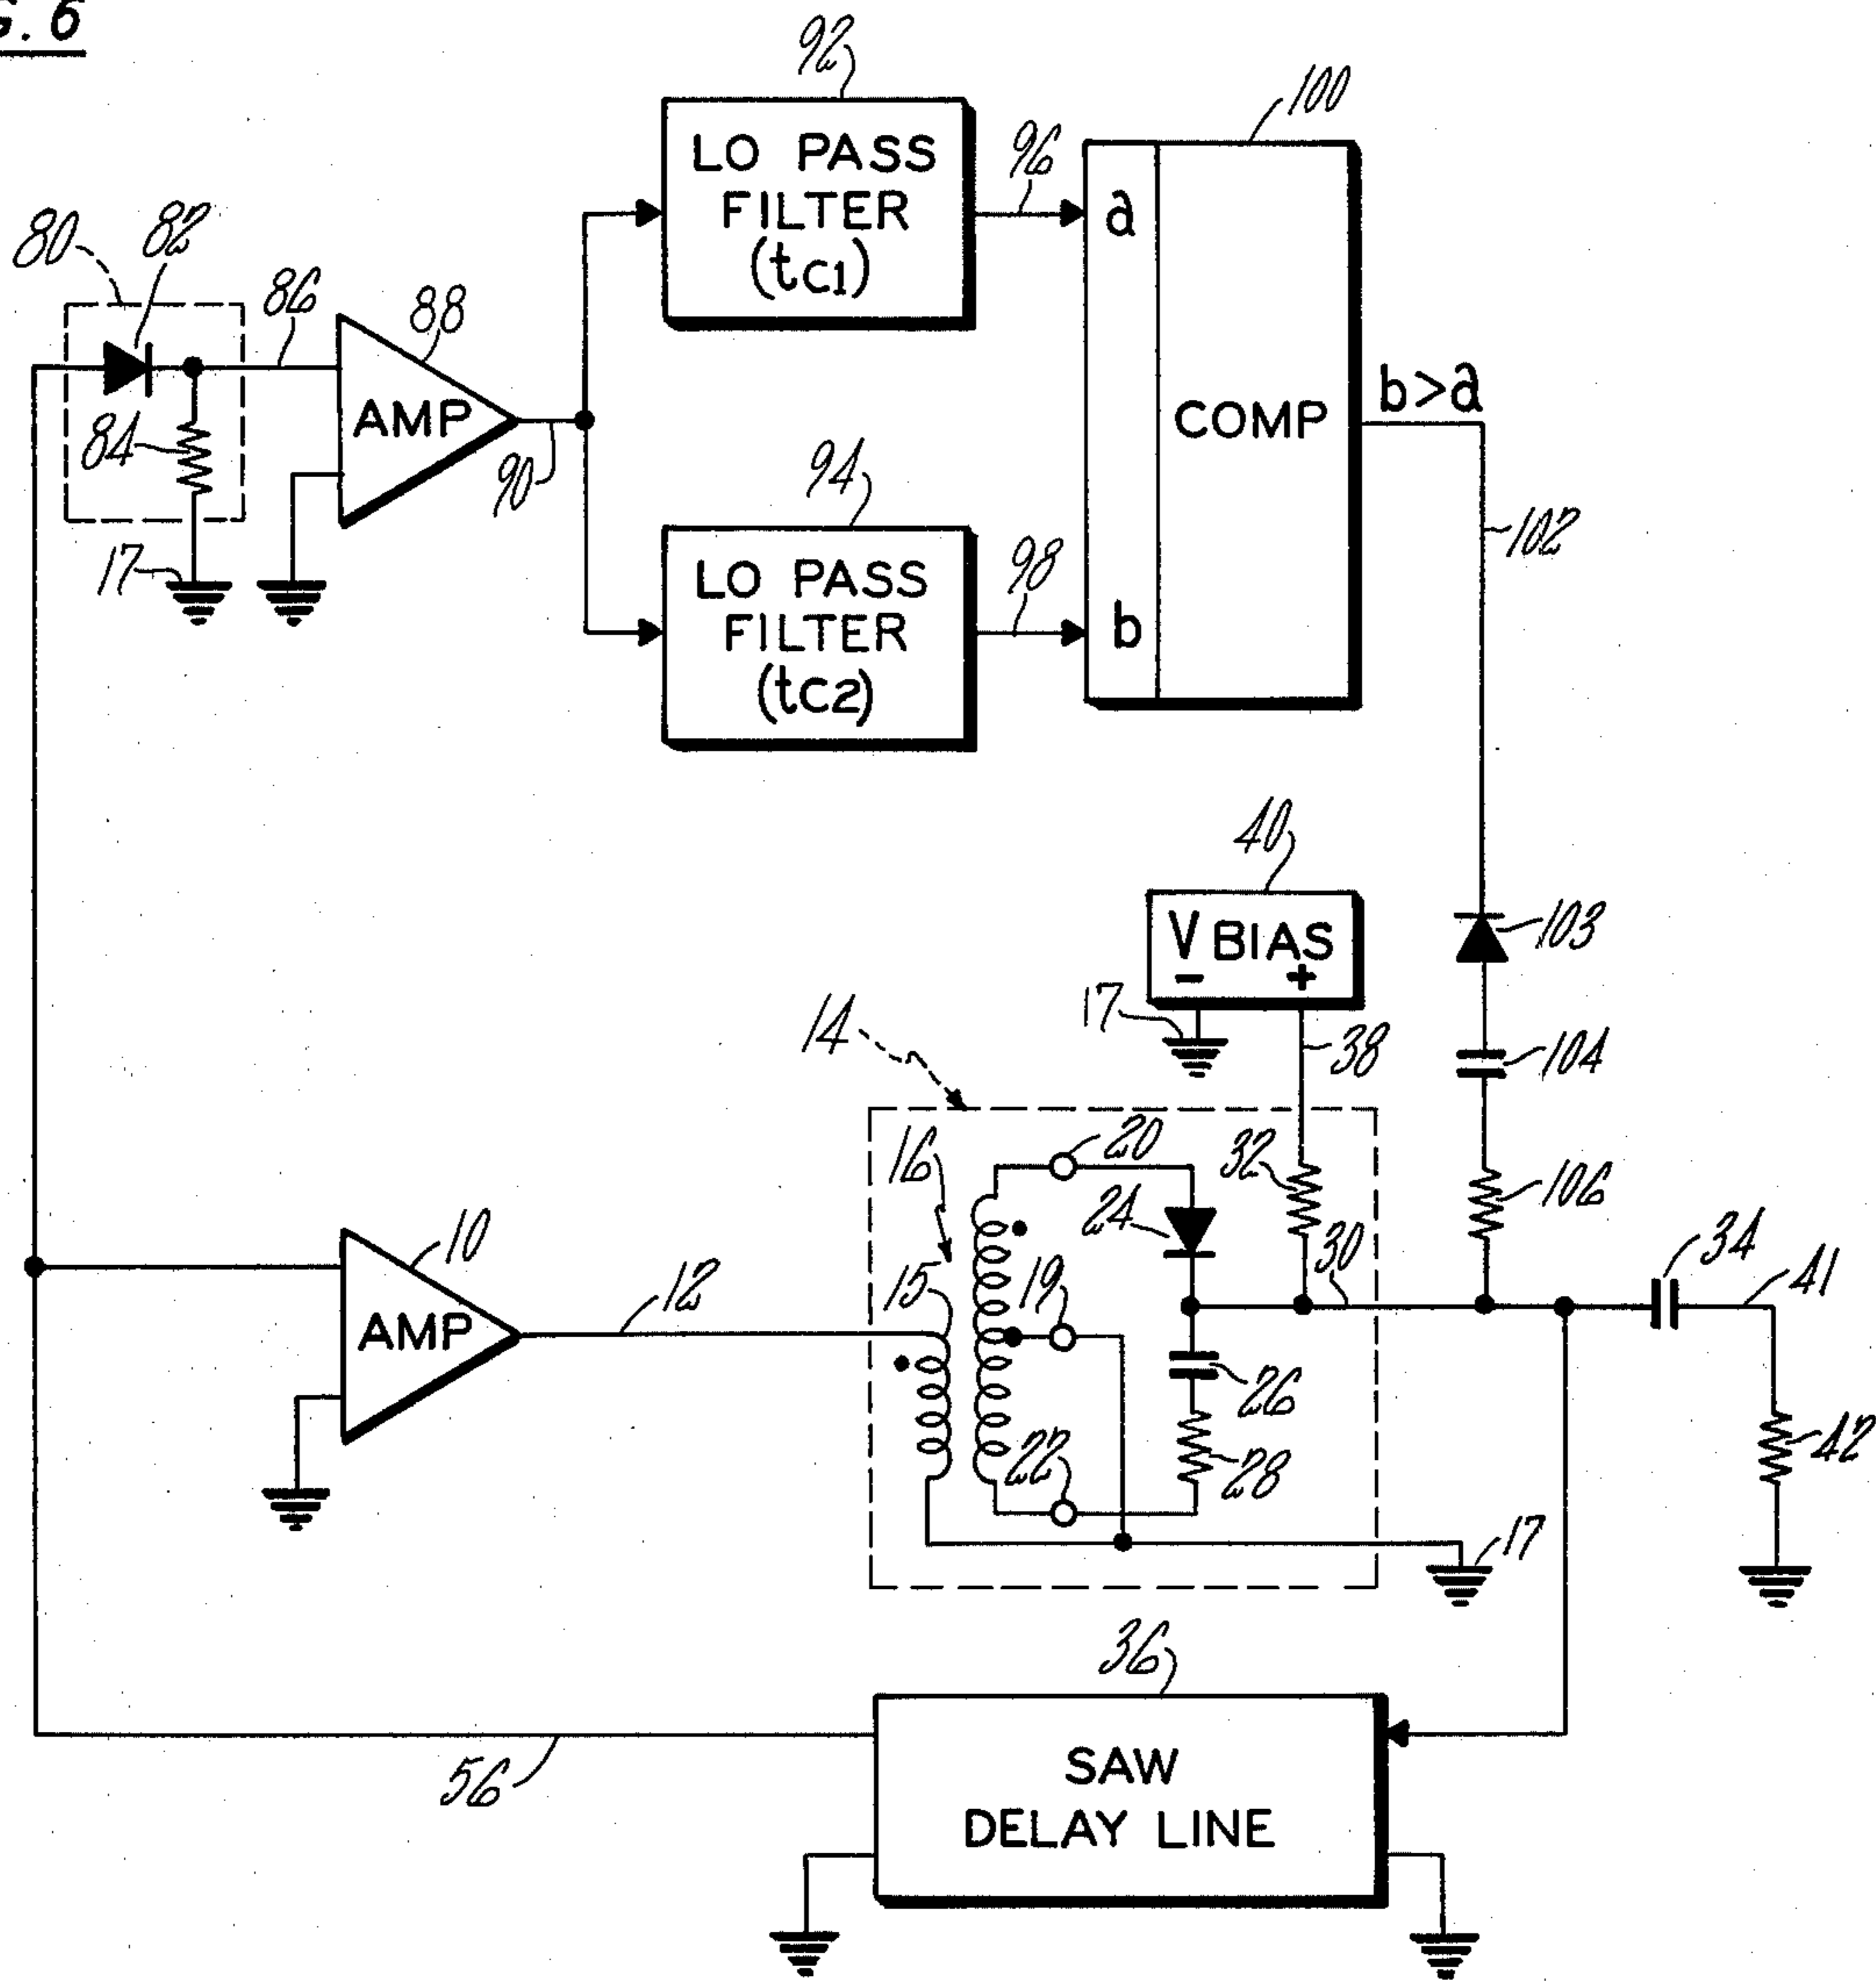 G. 6
92
100
LO PASS
FILTER
(tC1)
96
a
80
82
86
88
AMP
84
90
17
b>a
COMP
94
LO PASS
FILTER
(tC2)
98
b
102
40
V BIAS
- +
17
38
103
104
14
16
20
24
32
30
106
34
41
10
AMP
12
15
19
26
28
22
42
17
36
SAW
DELAY LINE
56